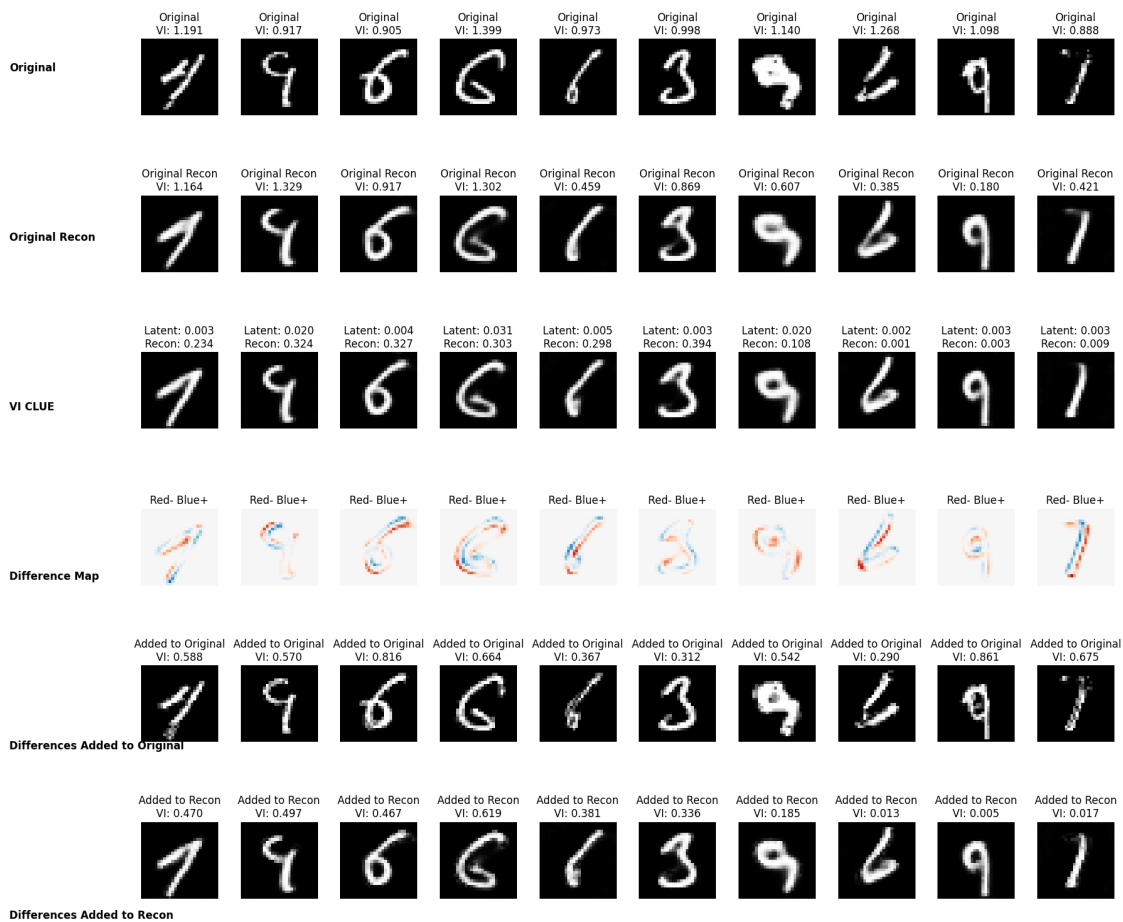 Original Original Original Original Original Original Original Original Original Original
VI: 1.191 VI: 0.917 VI: 0.905 VI: 1.399 VI: 0.973 VI: 0.998 VI: 1.140 VI: 1.268 VI: 1.098 VI: 0.888
Original
Original Recon Original Recon Original Recon Original Recon Original Recon Original Recon Original Recon Original Recon Original Recon Original Recon
VI: 1.164 VI: 1.329 VI: 0.917 VI: 1.302 VI: 0.459 VI: 0.869 VI: 0.607 VI: 0.385 VI: 0.180 VI: 0.421
Original Recon
Latent: 0.003 Latent: 0.020 Latent: 0.004 Latent: 0.031 Latent: 0.005 Latent: 0.003 Latent: 0.020 Latent: 0.002 Latent: 0.003 Latent: 0.003
Recon: 0.234 Recon: 0.324 Recon: 0.327 Recon: 0.303 Recon: 0.298 Recon: 0.394 Recon: 0.108 Recon: 0.001 Recon: 0.003 Recon: 0.009
VI CLUE
Red- Blue+ Red- Blue+ Red- Blue+ Red- Blue+ Red- Blue+ Red- Blue+ Red- Blue+ Red- Blue+ Red- Blue+ Red- Blue+
Difference Map
Added to Original Added to Original Added to Original Added to Original Added to Original Added to Original Added to Original Added to Original Added to Original Added to Original
VI: 0.588 VI: 0.570 VI: 0.816 VI: 0.664 VI: 0.367 VI: 0.312 VI: 0.542 VI: 0.290 VI: 0.861 VI: 0.675
Differences Added to Original
Added to Recon Added to Recon Added to Recon Added to Recon Added to Recon Added to Recon Added to Recon Added to Recon Added to Recon Added to Recon
VI: 0.470 VI: 0.497 VI: 0.467 VI: 0.619 VI: 0.381 VI: 0.336 VI: 0.185 VI: 0.013 VI: 0.005 VI: 0.017
Differences Added to Recon